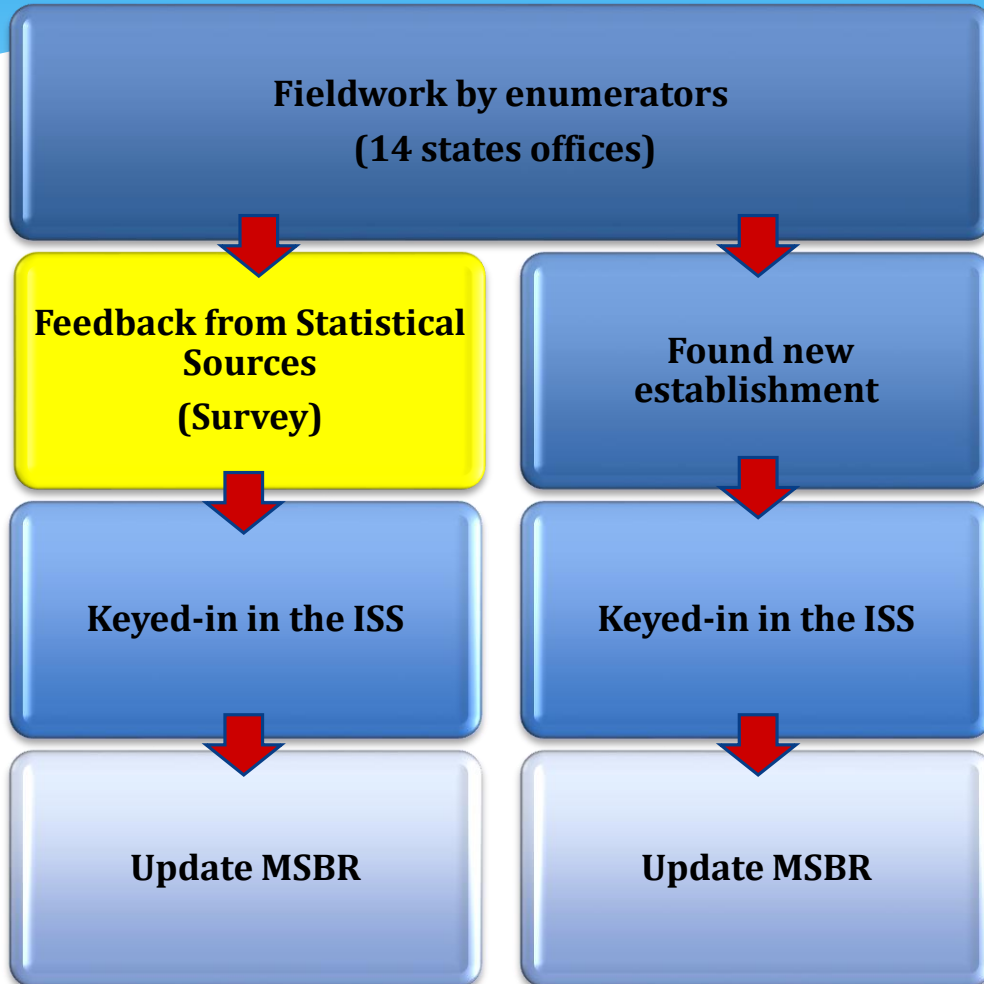 Fieldwork by enumerators
(14 states offices)
Feedback from Statistical
Sources
(Survey)
Found new
establishment
Keyed-in in the ISS
Keyed-in in the ISS
Update MSBR
Update MSBR